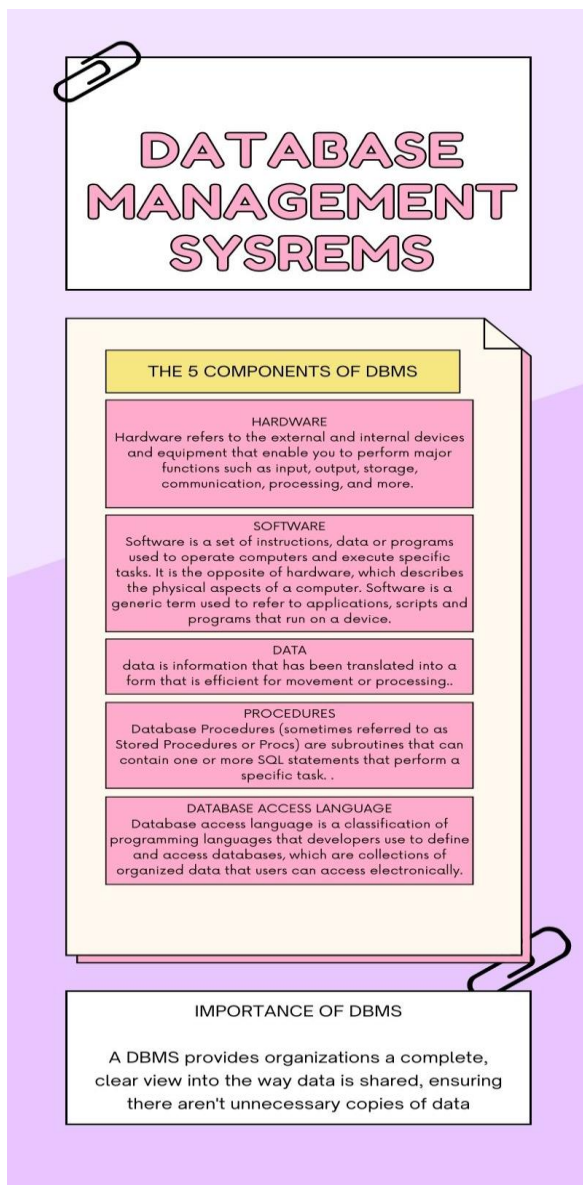 DATABASE
MANAGEMENT
SYSREMS
THE 5 COMPONENTS OF DBMS
HARDWARE
Hardware refers to the external and internal devices
and equipment that enable you to perform major
functions such as input, output, storage,
communication, processing, and more.
SOFTWARE
Software is a set of instructions, data or programs
used to operate computers and execute specific
tasks. It is the opposite of hardware, which describes
the physical aspects of a computer. Software is a
generic term used to refer to applications, scripts and
programs that run on a device.
DATA
data is information that has been translated into a
form that is efficient for movement or processing..
PROCEDURES
Database Procedures (sometimes referred to as
Stored Procedures or Procs) are subroutines that can
contain one or more SQL statements that perform a
specific task. .
DATABASE ACCESS LANGUAGE
Database access language is a classification of
programming languages that developers use to define
and access databases, which are collections of
organized data that users can access electronically.
IMPORTANCE OF DBMS
A DBMS provides organizations a complete,
clear view into the way data is shared, ensuring
there aren't unnecessary copies of data